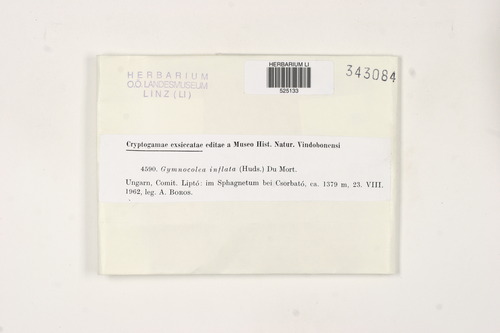 HERBARIUM
O.Ö. LANDESMUSEUM
LINZ (LI)
HERBARIUM LI
525133
343084
Cryptogamae exsiccatae editae a Museo Hist. Natur. Vindobonensi
4590. Gymnocolea inflata (Huds.) Du Mort.
Ungarn, Comit. Liptó: im Sphagnetum bei Csorbató, ca. 1379 m, 23. VIII.
1962, leg. A. Boros.